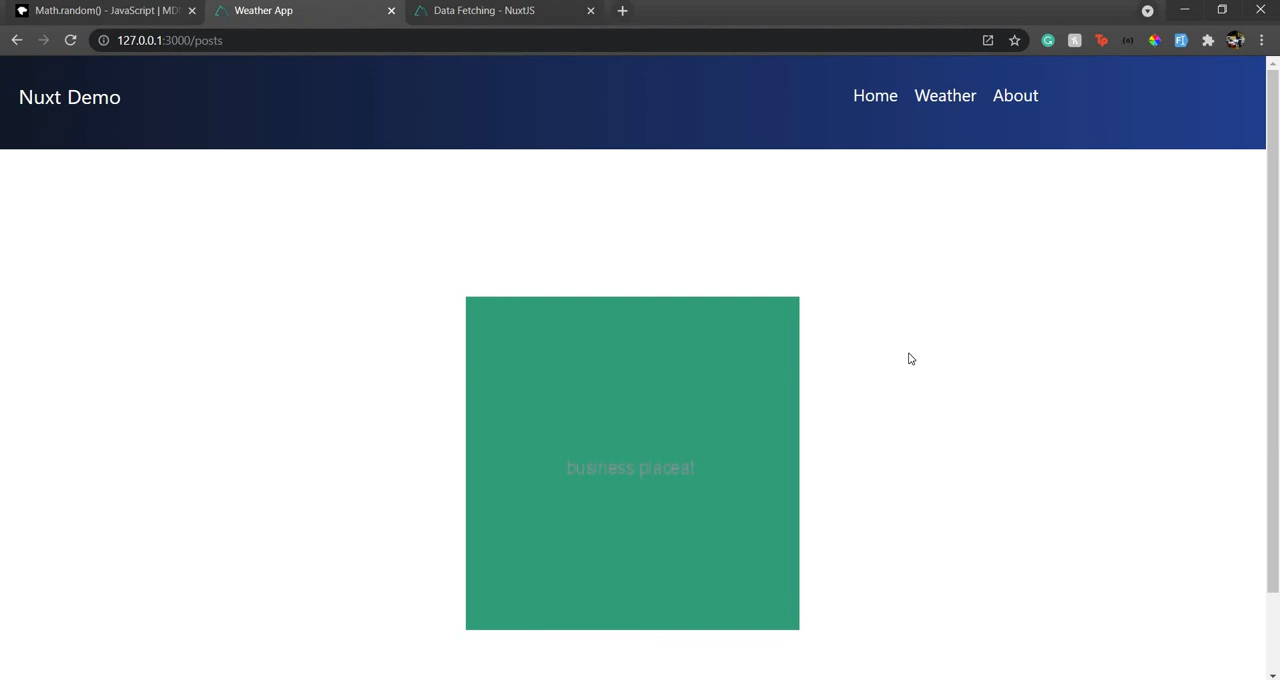 Math.random() - JavaScript | MD
Weather App
Data Fetching - NuxtJS
127.0.0.1:3000/posts
Nuxt Demo
Home Weather About
business placeat